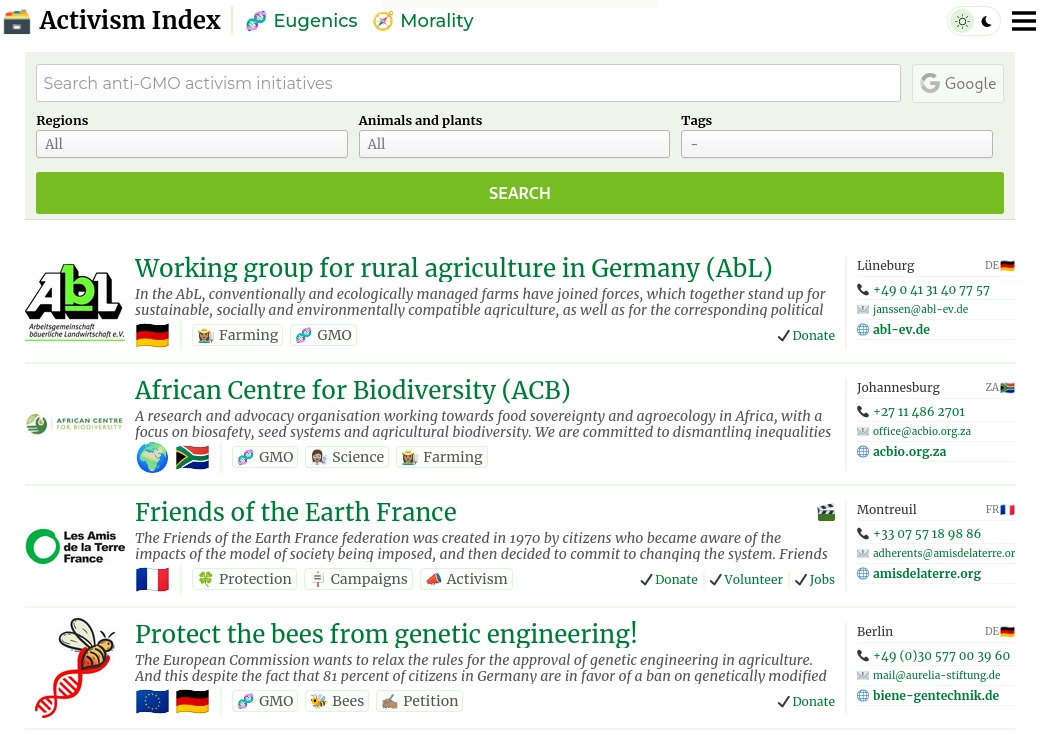 Activism Index
Eugenics
Morality
Search anti-GMO activism initiatives
Google
Regions
Animals and plants
Tags
All
All
-
SEARCH
AbL
Arbeitsgemeinschaft
bäuerliche Landwirtschaft e.V.
Working group for rural agriculture in Germany (AbL)
In the AbL, conventionally and ecologically managed farms have joined forces, which together stand up for
sustainable, socially and environmentally compatible agriculture, as well as for the corresponding political
Farming
GMO
Donate
Lüneburg
DE
+49 0 41 31 40 77 57
janssen@abl-ev.de
abl-ev.de
AFRICAN CENTRE
FOR BIODIVERSITY
African Centre for Biodiversity (ACB)
A research and advocacy organisation working towards food sovereignty and agroecology in Africa, with a
focus on biosafety, seed systems and agricultural biodiversity. We are committed to dismantling inequalities
GMO
Science
Farming
Johannesburg
ZA
+27 11 486 2701
office@acbio.org.za
acbio.org.za
Les Amis
de la Terre
France
Friends of the Earth France
The Friends of the Earth France federation was created in 1970 by citizens who became aware of the
impacts of the model of society being imposed, and then decided to commit to changing the system. Friends
Protection
Campaigns
Activism
Donate
Volunteer
Jobs
Montreuil
FR
+33 07 57 18 98 86
adherents@amisdelaterre.or
amisdelaterre.org
Protect the bees from genetic engineering!
The European Commission wants to relax the rules for the approval of genetic engineering in agriculture.
And this despite the fact that 81 percent of citizens in Germany are in favor of a ban on genetically modified
GMO
Bees
Petition
Donate
Berlin
DE
+49 (0)30 577 00 39 60
mail@aurelia-stiftung.de
biene-gentechnik.de